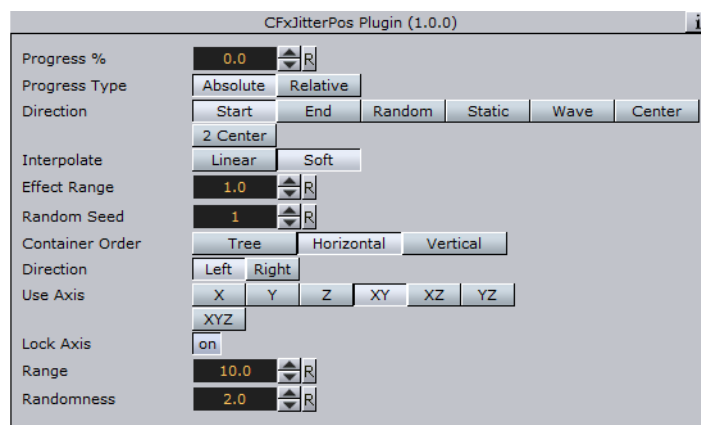 CFxJitterPos Plugin (1.0.0) i
Progress % 0.0 R
Progress Type Absolute Relative
Direction Start End Random Static Wave Center
2 Center
Interpolate Linear Soft
Effect Range 1.0 R
Random Seed 1 R
Container Order Tree Horizontal Vertical
Direction Left Right
Use Axis X Y Z XY XZ YZ
XYZ
Lock Axis on
Range 10.0 R
Randomness 2.0 R